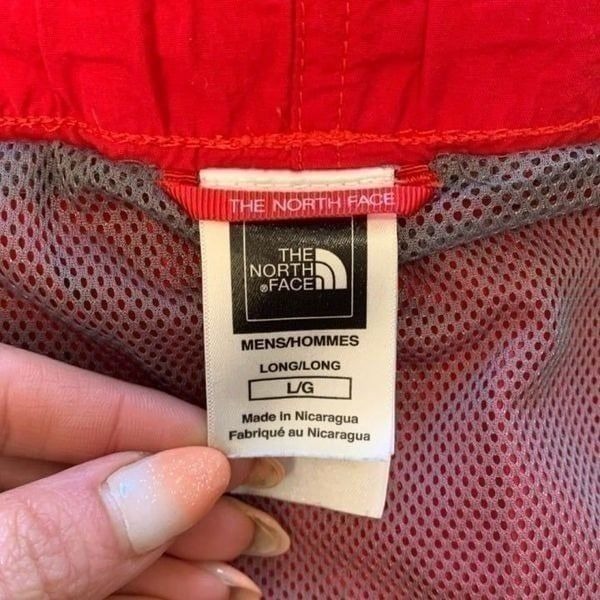 THE NORTH FACE
THE
NORTH
®FACE
MENS/HOMMES
LONG/LONG
L/G
Made in Nicaragua
Fabriqué au Nicaragua